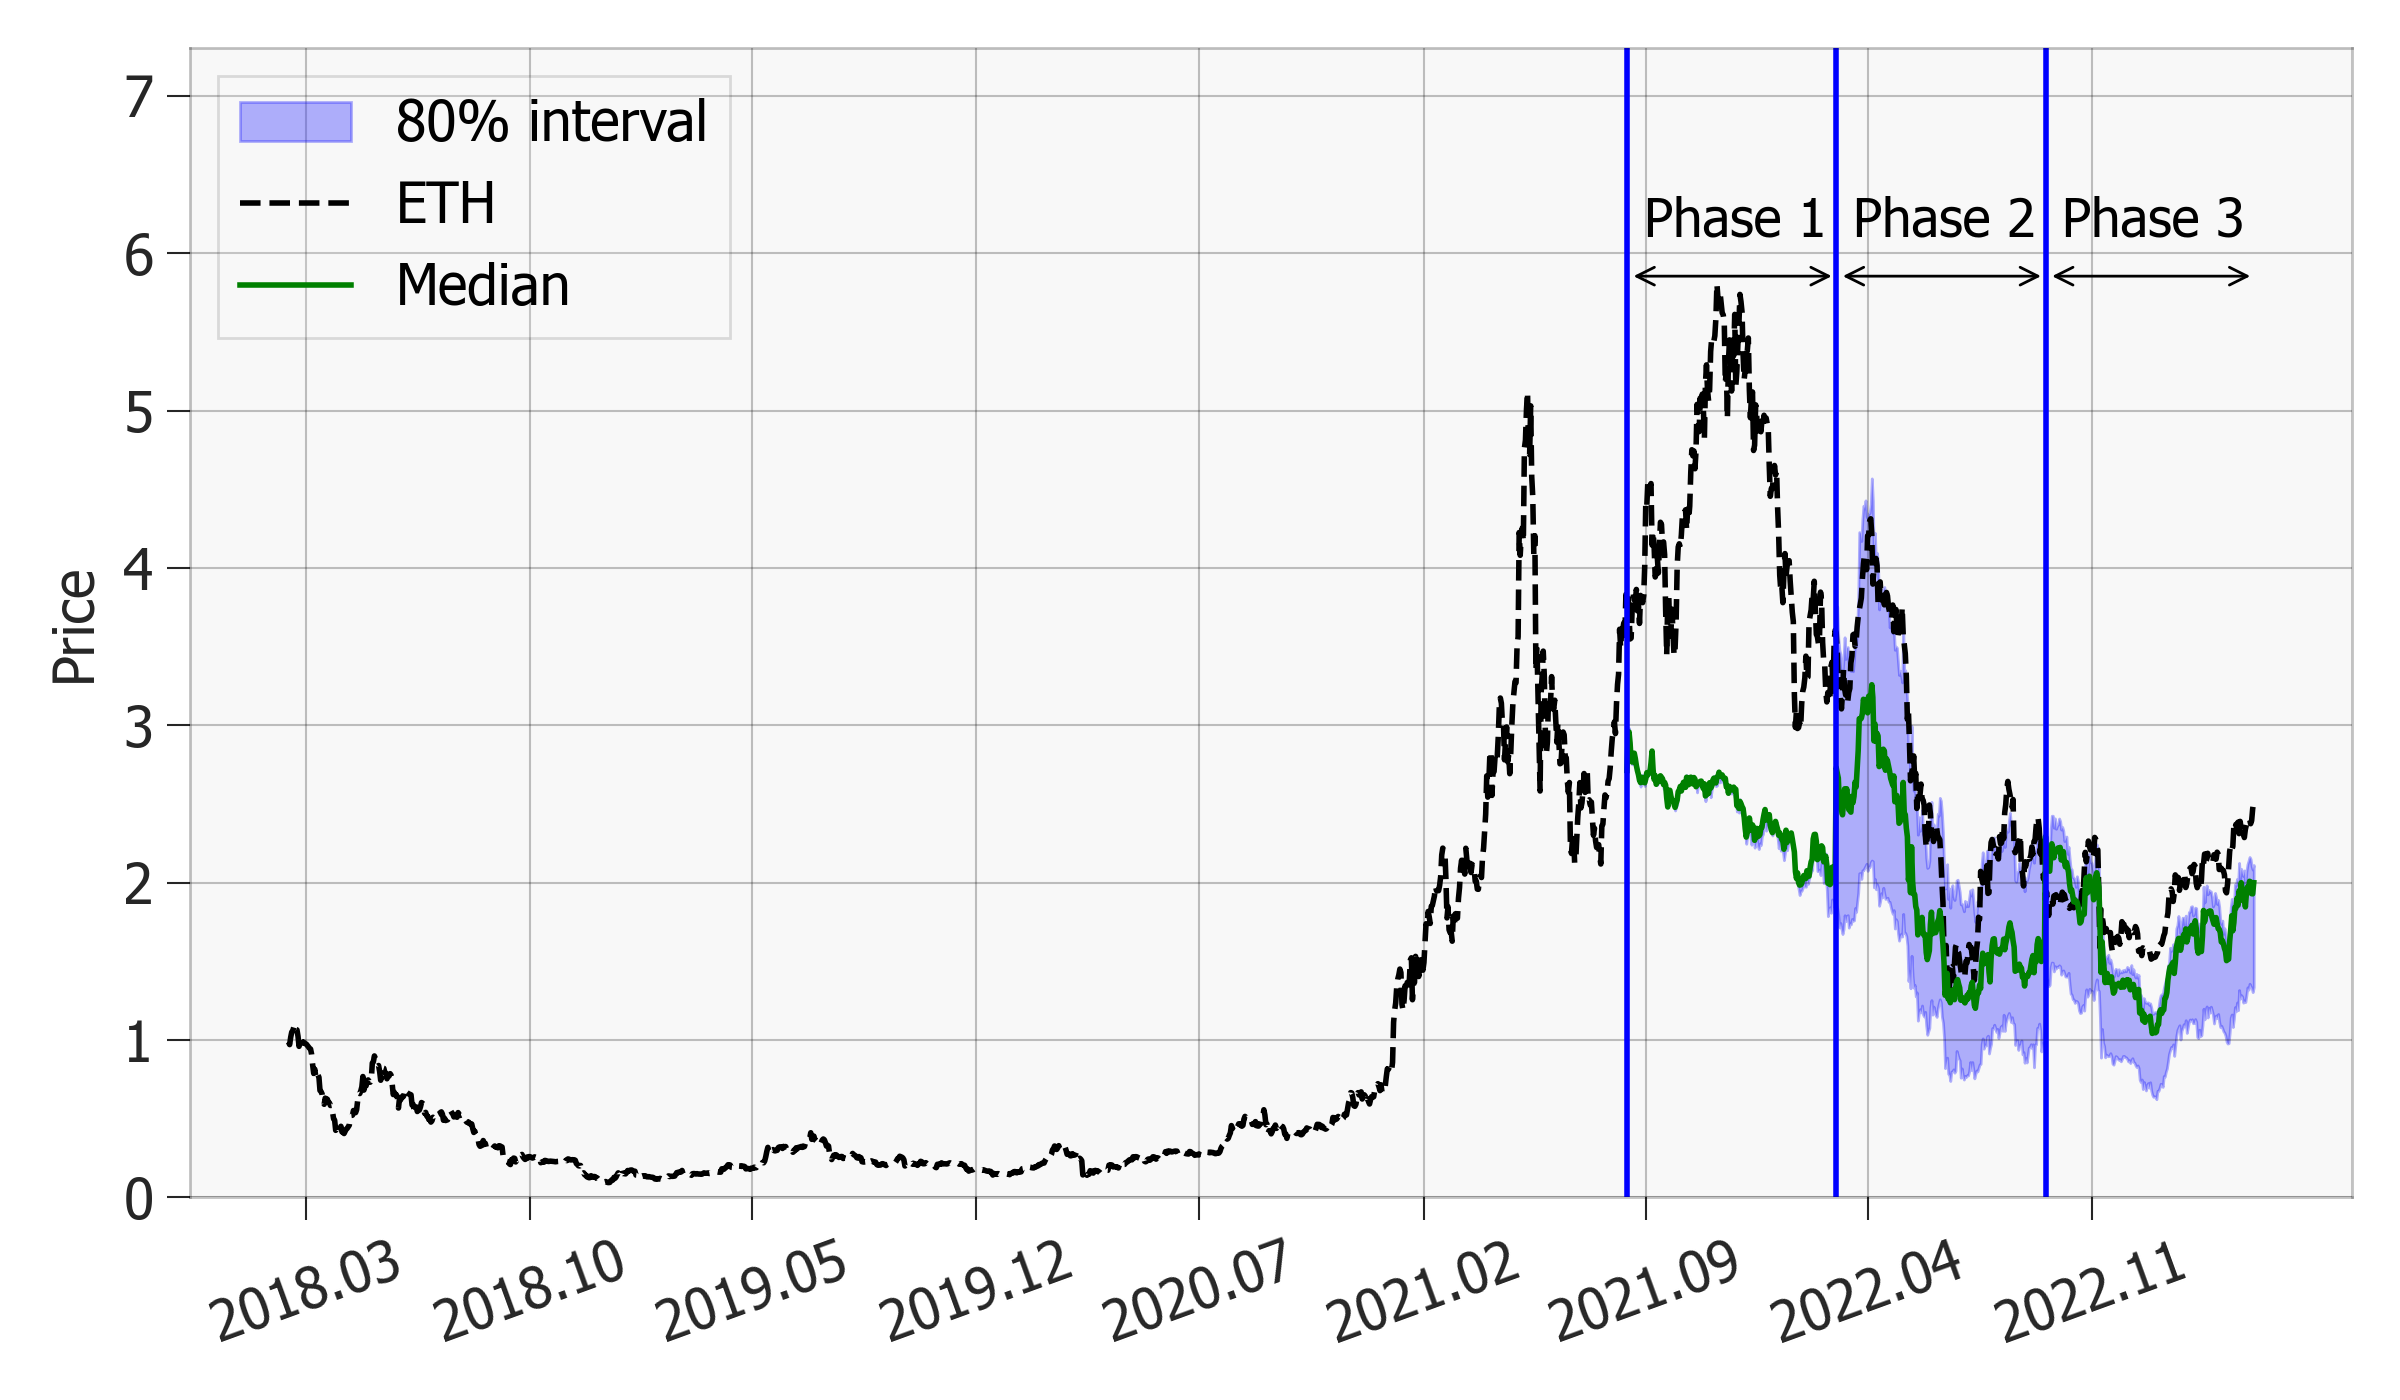 80% interval
ETH
Median
Phase 1
Phase 2
Phase 3
Price
7
6
5
4
3
2
1
0
2018.03
2018.10
2019.05
2019.12
2020.07
2021.02
2021.09
2022.04
2022.11